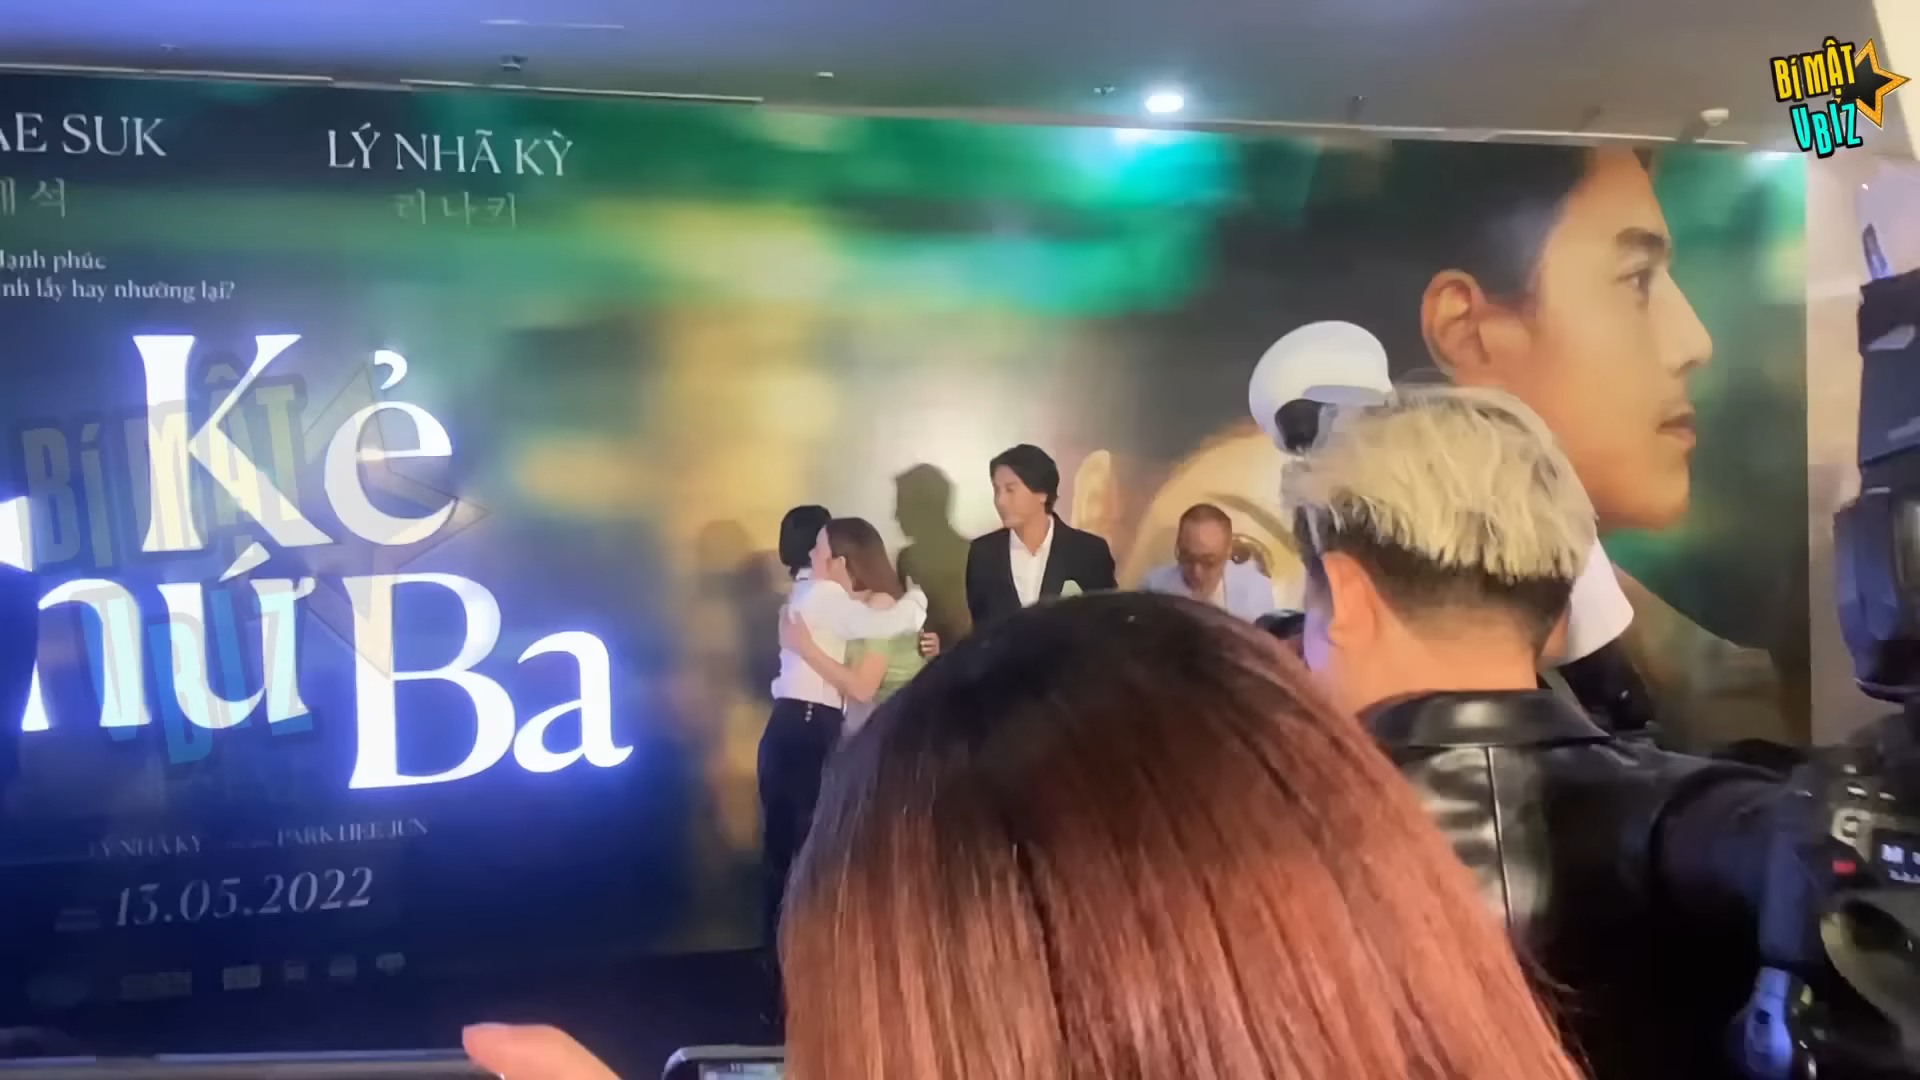 AE SUK
LÝ NHÃ KỲ
석
리나키
hạnh phúc
nh lấy hay nhường lại?
Kẻ
hứ Ba
LÝ NHÃ KỲ
PARK HEE JUN
13.05.2022
BÍ MẬT
VBIZ
BÍ MẬT
VBIZ